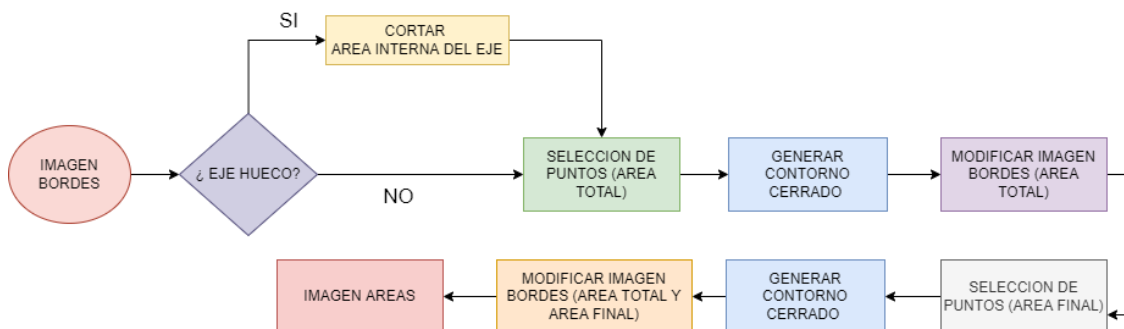 SI
CORTAR
AREA INTERNA DEL EJE
IMAGEN
BORDES
¿ EJE HUECO?
NO
SELECCION DE
PUNTOS (AREA
TOTAL)
GENERAR
CONTORNO
CERRADO
MODIFICAR IMAGEN
BORDES (AREA
TOTAL)
SELECCION DE
PUNTOS (AREA FINAL)
GENERAR
CONTORNO
CERRADO
MODIFICAR IMAGEN
BORDES (AREA TOTAL Y
AREA FINAL)
IMAGEN AREAS